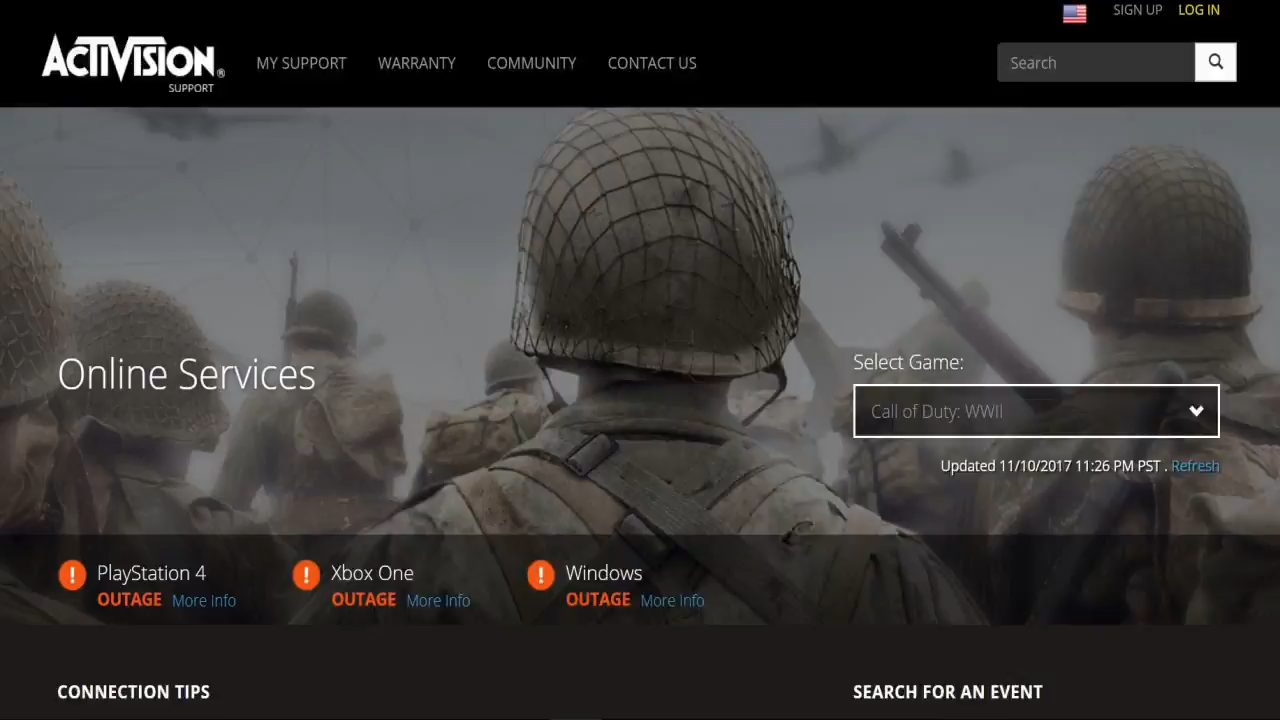 SIGN UP LOG IN
ACTIVISION®
SUPPORT
MY SUPPORT WARRANTY COMMUNITY CONTACT US
Search
Online Services
Select Game:
Call of Duty: WWII
Updated 11/10/2017 11:26 PM PST . Refresh
! PlayStation 4
OUTAGE More Info
! Xbox One
OUTAGE More Info
! Windows
OUTAGE More Info
CONNECTION TIPS
SEARCH FOR AN EVENT